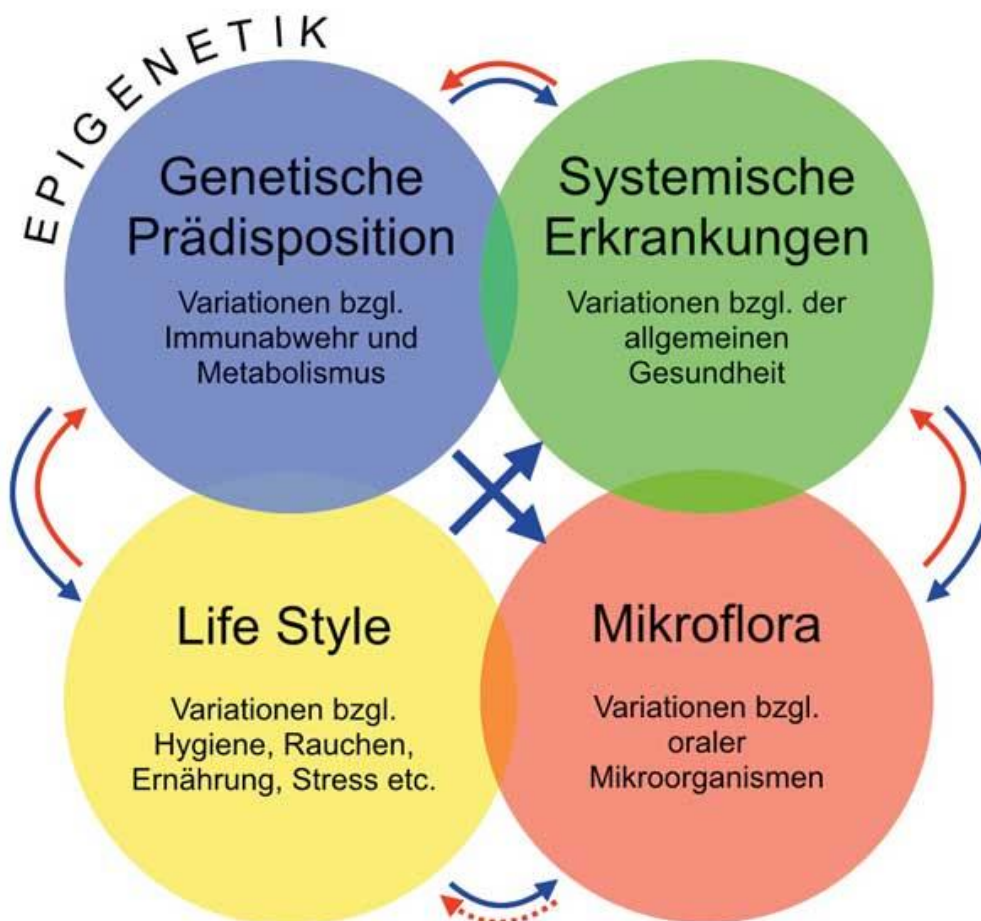 EPIGENETIK
Genetische
Prädisposition
Variationen bzgl.
Immunabwehr und
Metabolismus
Systemische
Erkrankungen
Variationen bzgl. der
allgemeinen
Gesundheit
Life Style
Variationen bzgl.
Hygiene, Rauchen,
Ernährung, Stress etc.
Mikroflora
Variationen bzgl.
oraler
Mikroorganismen